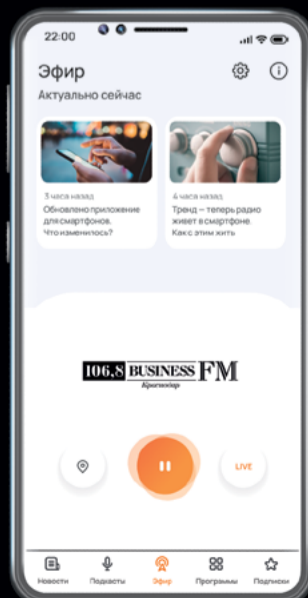 22:00
Эфир
Актуально сейчас
3 часа назад
Обновлено приложение
для смартфонов.
Что изменилось?
4 часа назад
Тренд — теперь радио
живет в смартфоне.
Как с этим жить
106,8 BUSINESS FM
Краснодар
LIVE
Новости Подкасты Эфир Программы Подписки